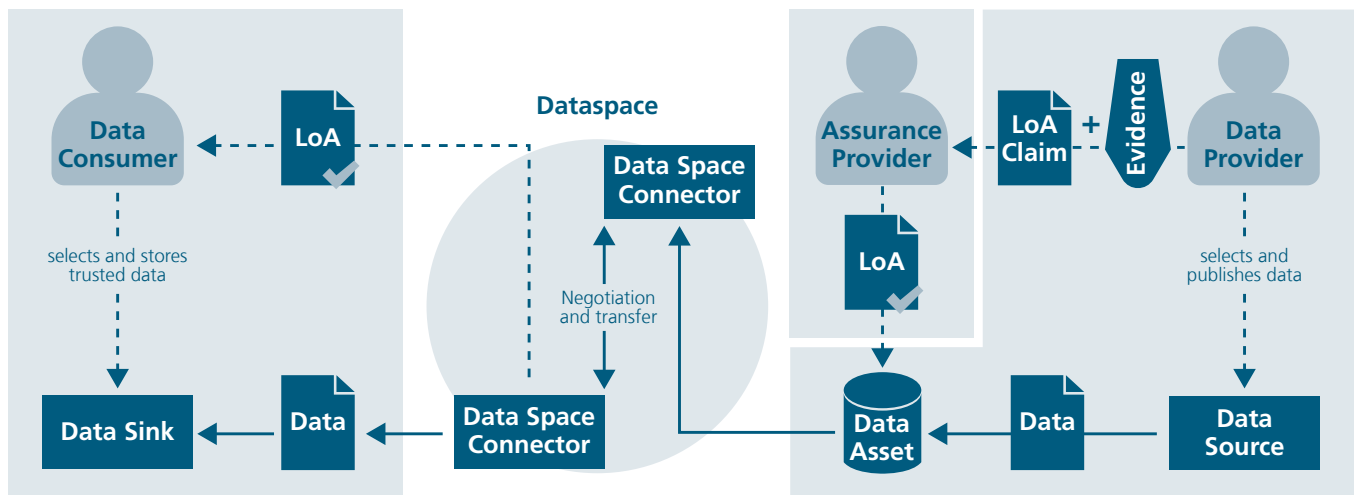 Data
Consumer
LoA
selects and stores
trusted data
Data Sink
Data
Dataspace
Data Space
Connector
Negotiation
and transfer
Data Space
Connector
Assurance
Provider
LoA
Claim
+
Evidence
Data
Provider
LoA
selects and
publishes data
Data
Asset
Data
Data
Source